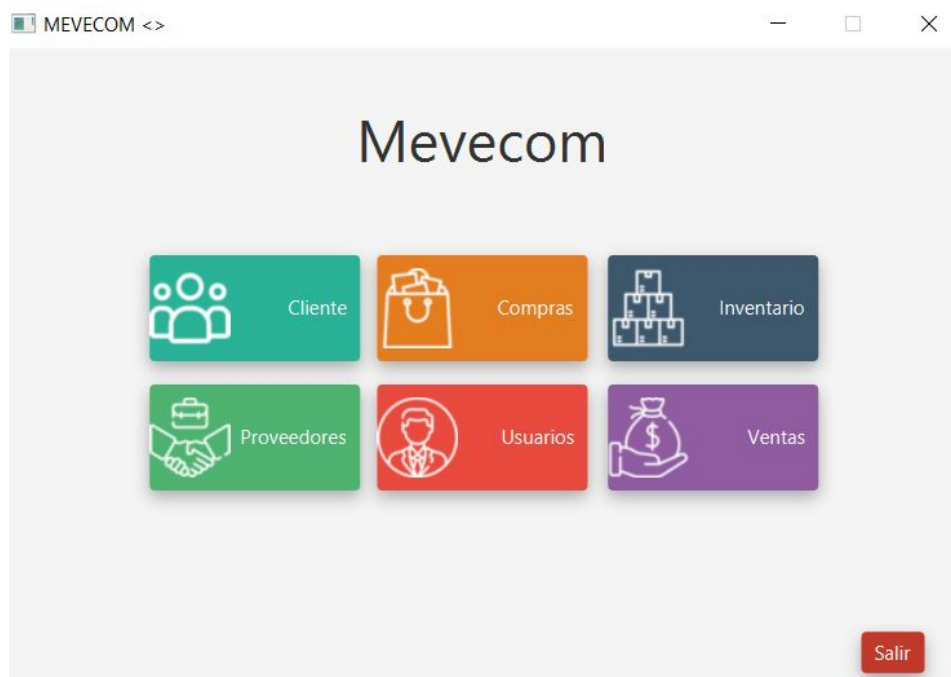 MEVECOM <>
Mevecom
Cliente
Compras
Inventario
$
Proveedores
Usuarios
Ventas
Salir